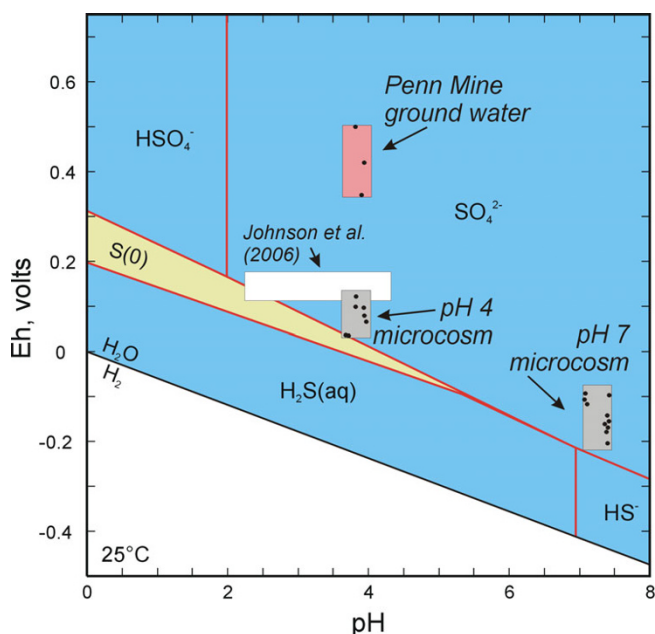 Eh, volts
0.6
0.4
0.2
0
-0.2
-0.4
Penn Mine
ground water
HSO₄⁻
SO₄²⁻
Johnson et al.
(2006)
S(0)
pH 4
microcosm
pH 7
microcosm
H₂O
H₂
H₂S(aq)
HS⁻
25°C
0
2
4
6
8
pH